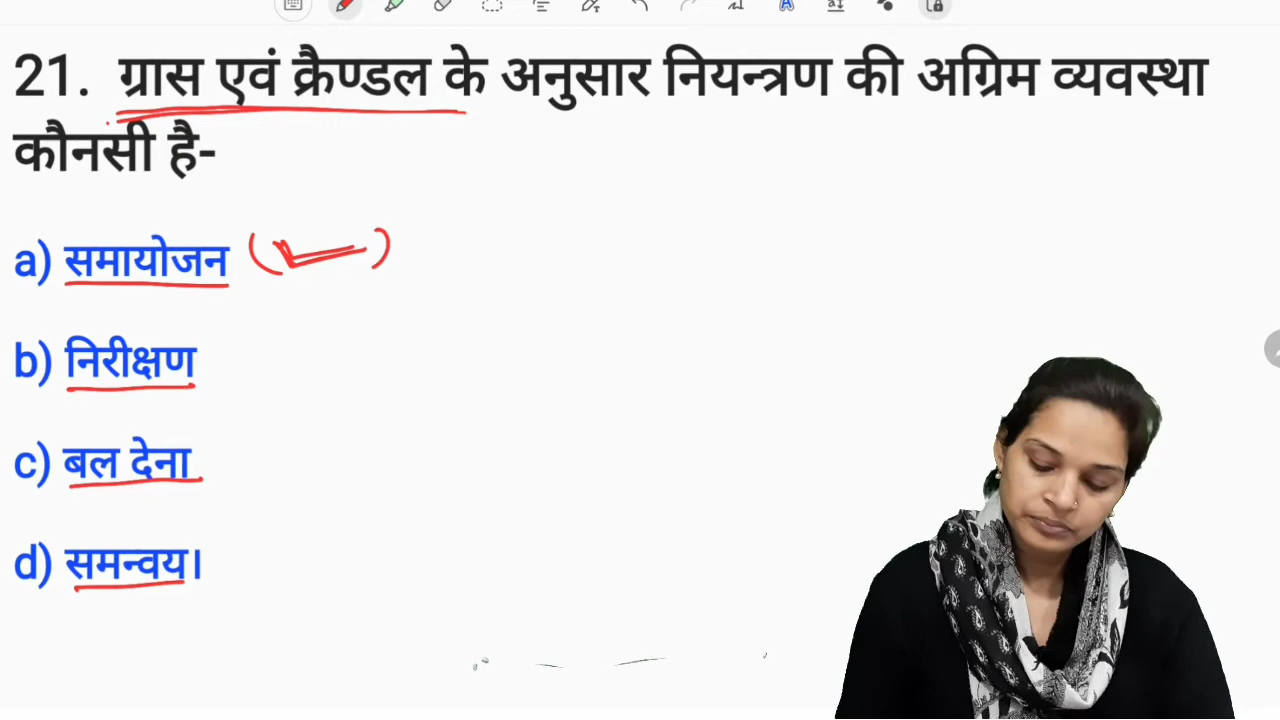 21. ग्रास एवं क्रैण्डल के अनुसार नियन्त्रण की अग्रिम व्यवस्था
कौनसी है-
a) समायोजन
b) निरीक्षण
c) बल देना
d) समन्वय।